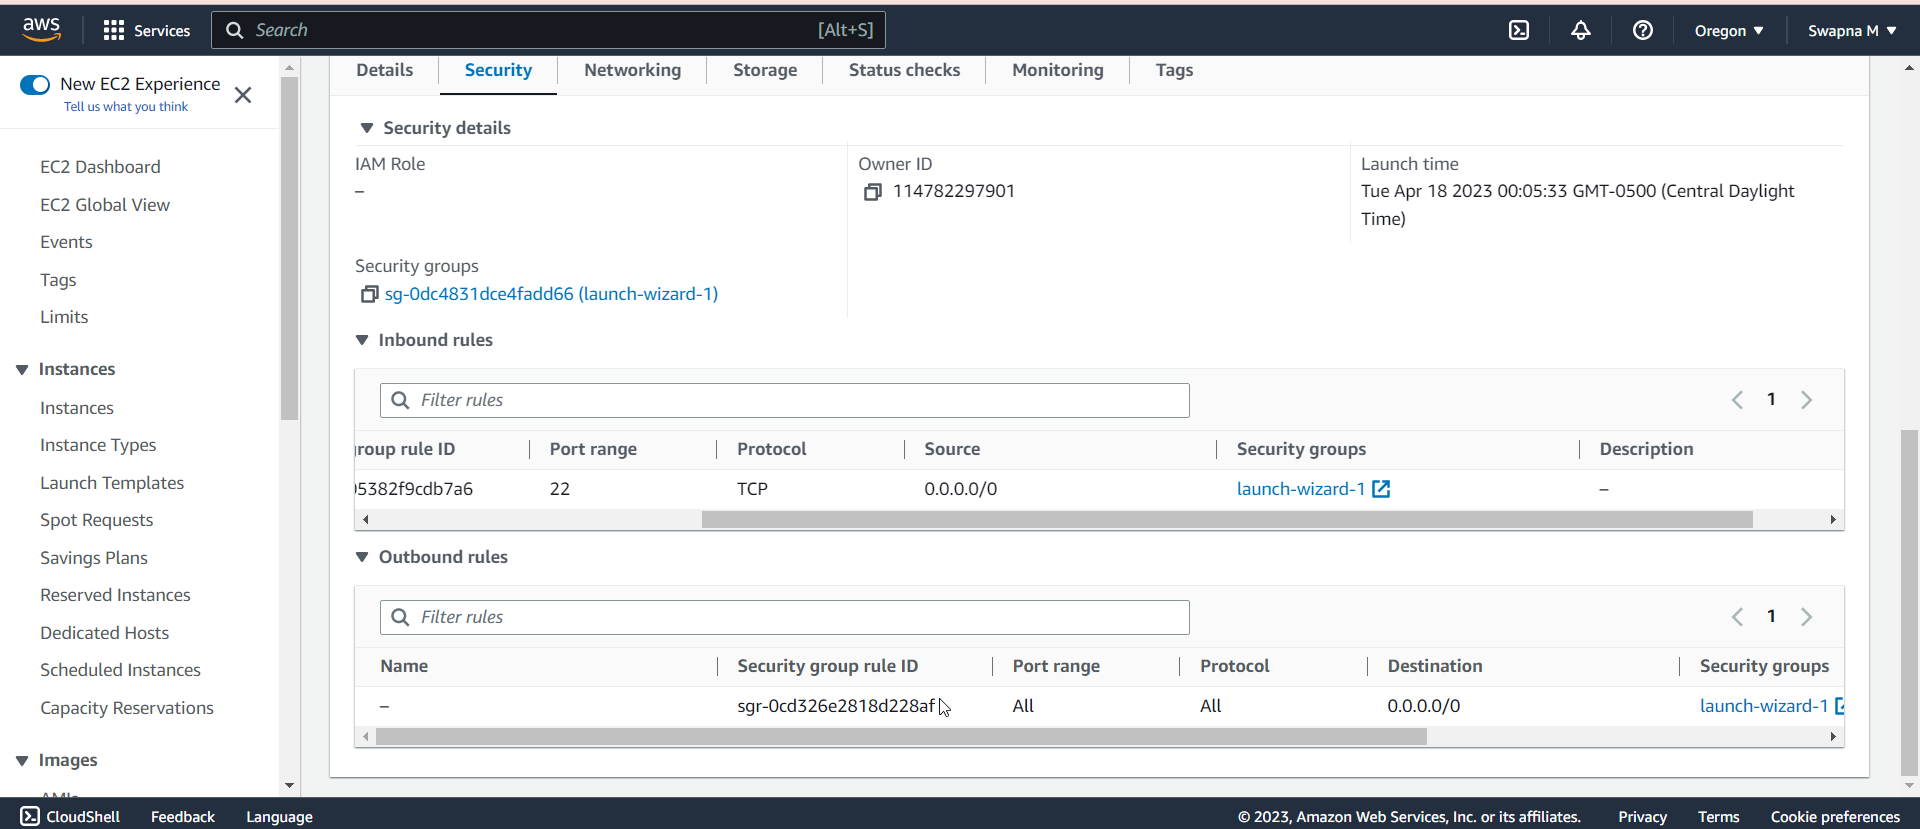 aws
Services
Search
[Alt+S]
Oregon
Swapna M
New EC2 Experience
Tell us what you think
EC2 Dashboard
EC2 Global View
Events
Tags
Limits
Instances
Instances
Instance Types
Launch Templates
Spot Requests
Savings Plans
Reserved Instances
Dedicated Hosts
Scheduled Instances
Capacity Reservations
Images
AMIs
Details
Security
Networking
Storage
Status checks
Monitoring
Tags
Security details
IAM Role
–
Owner ID
114782297901
Launch time
Tue Apr 18 2023 00:05:33 GMT-0500 (Central Daylight
Time)
Security groups
sg-0dc4831dce4fadd66 (launch-wizard-1)
Inbound rules
Filter rules
1
group rule ID Port range Protocol Source Security groups Description
5382f9cdb7a6 22 TCP 0.0.0.0/0 launch-wizard-1 –
Outbound rules
Filter rules
1
Name Security group rule ID Port range Protocol Destination Security groups
– sgr-0cd326e2818d228af All All 0.0.0.0/0 launch-wizard-1
CloudShell Feedback Language © 2023, Amazon Web Services, Inc. or its affiliates. Privacy Terms Cookie preferences